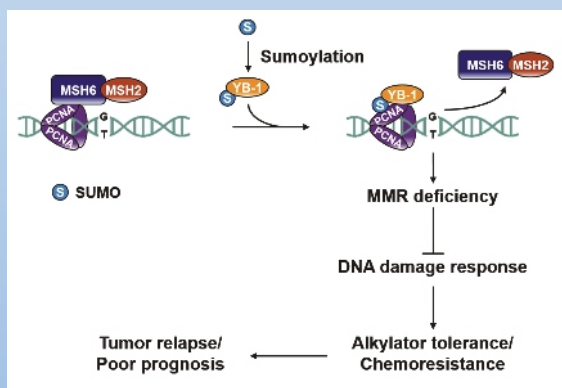 S
Sumoylation
MSH6 MSH2
MSH6 MSH2
YB-1
S
YB-1
S
PCNA
PCNA
G
T
PCNA
PCNA
G
T
S SUMO
MMR deficiency
DNA damage response
Tumor relapse/
Poor prognosis
Alkylator tolerance/
Chemoresistance